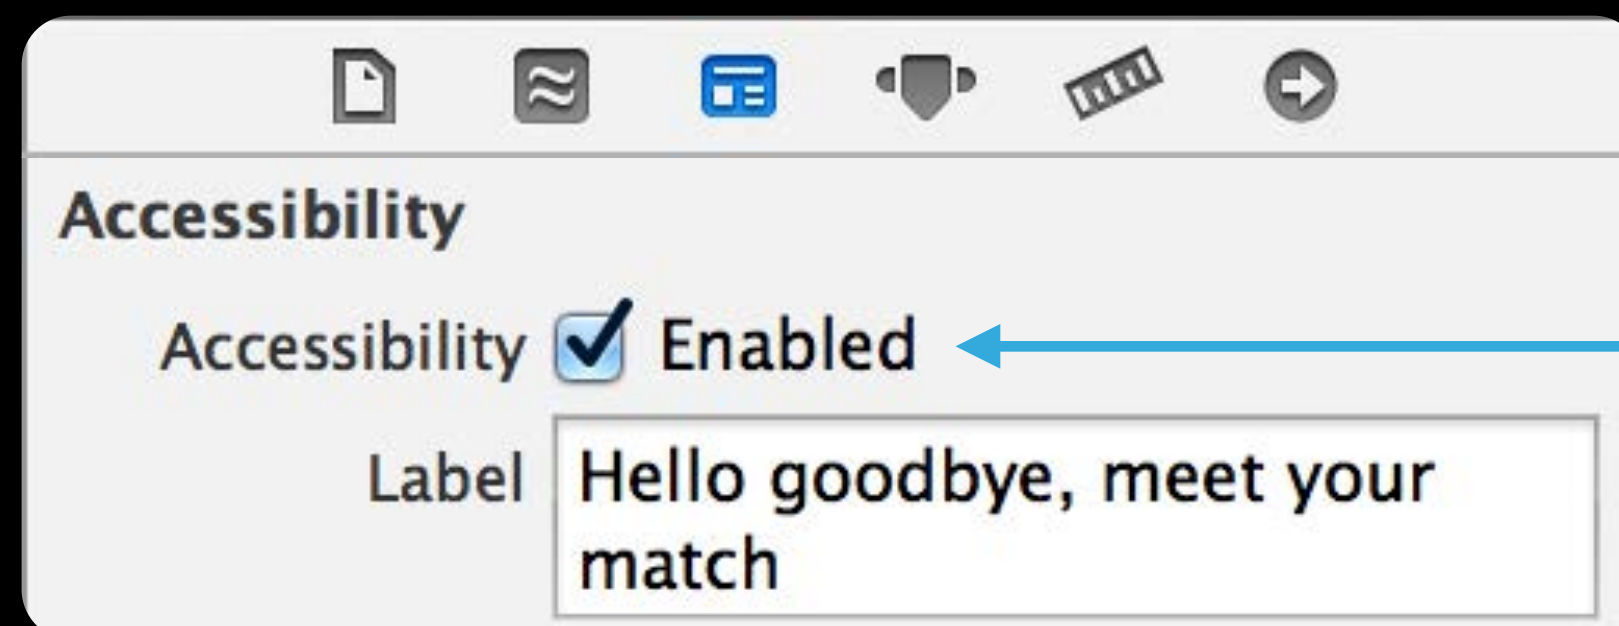 Accessibility
Accessibility Enabled
Label Hello goodbye, meet your
match